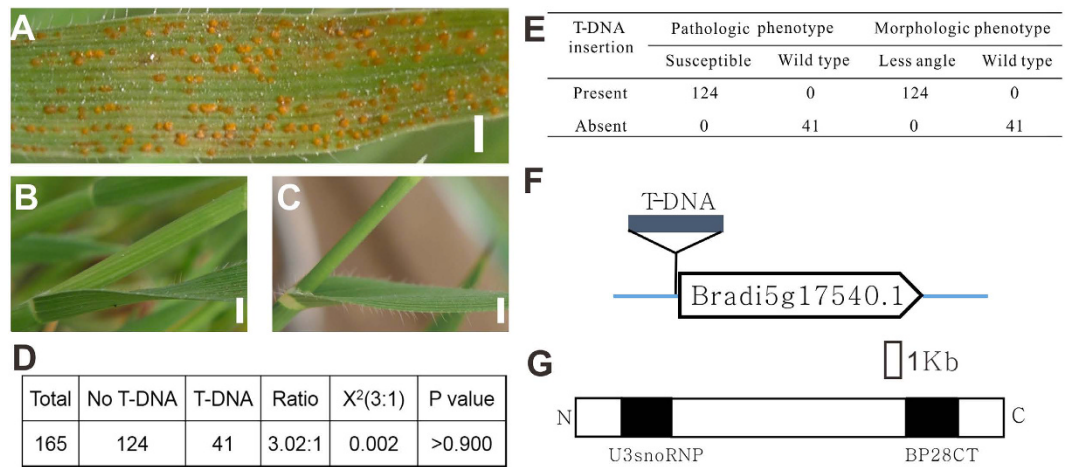 A
B
C
D
Total No T-DNA T-DNA Ratio X²(3:1) P value
165 124 41 3.02:1 0.002 >0.900
E
T-DNA insertion Pathologic phenotype Morphologic phenotype
Susceptible Wild type Less angle Wild type
Present 124 0 124 0
Absent 0 41 0 41
F
T-DNA
Bradi5g17540.1
1Kb
G
N C
U3snoRNP BP28CT